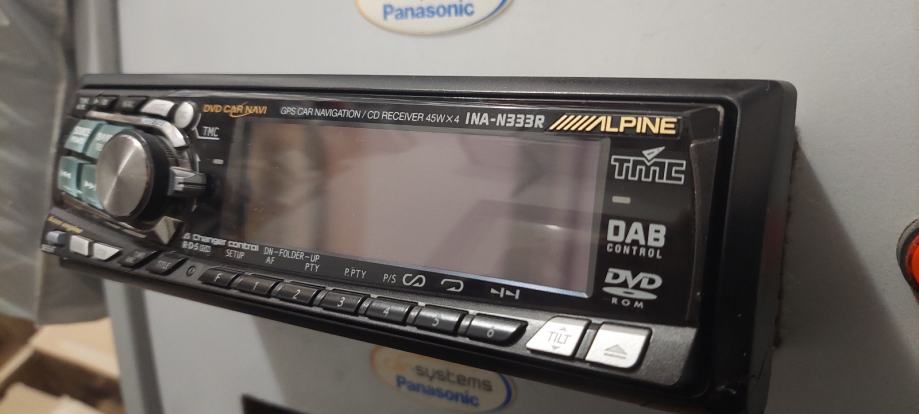 Panasonic
DVD CAR NAVI
GPS CAR NAVIGATION / CD RECEIVER 45W×4 INA-N333R ALPINE
TMC
TMC
DAB
CONTROL
DVD
ROM
Changer control
R·D·S
SETUP
DN-FOLDER-UP
AF
PTY
P.PTY
P/S
TITLE
F
1
2
3
4
5
6
TILT
car-systems
Panasonic